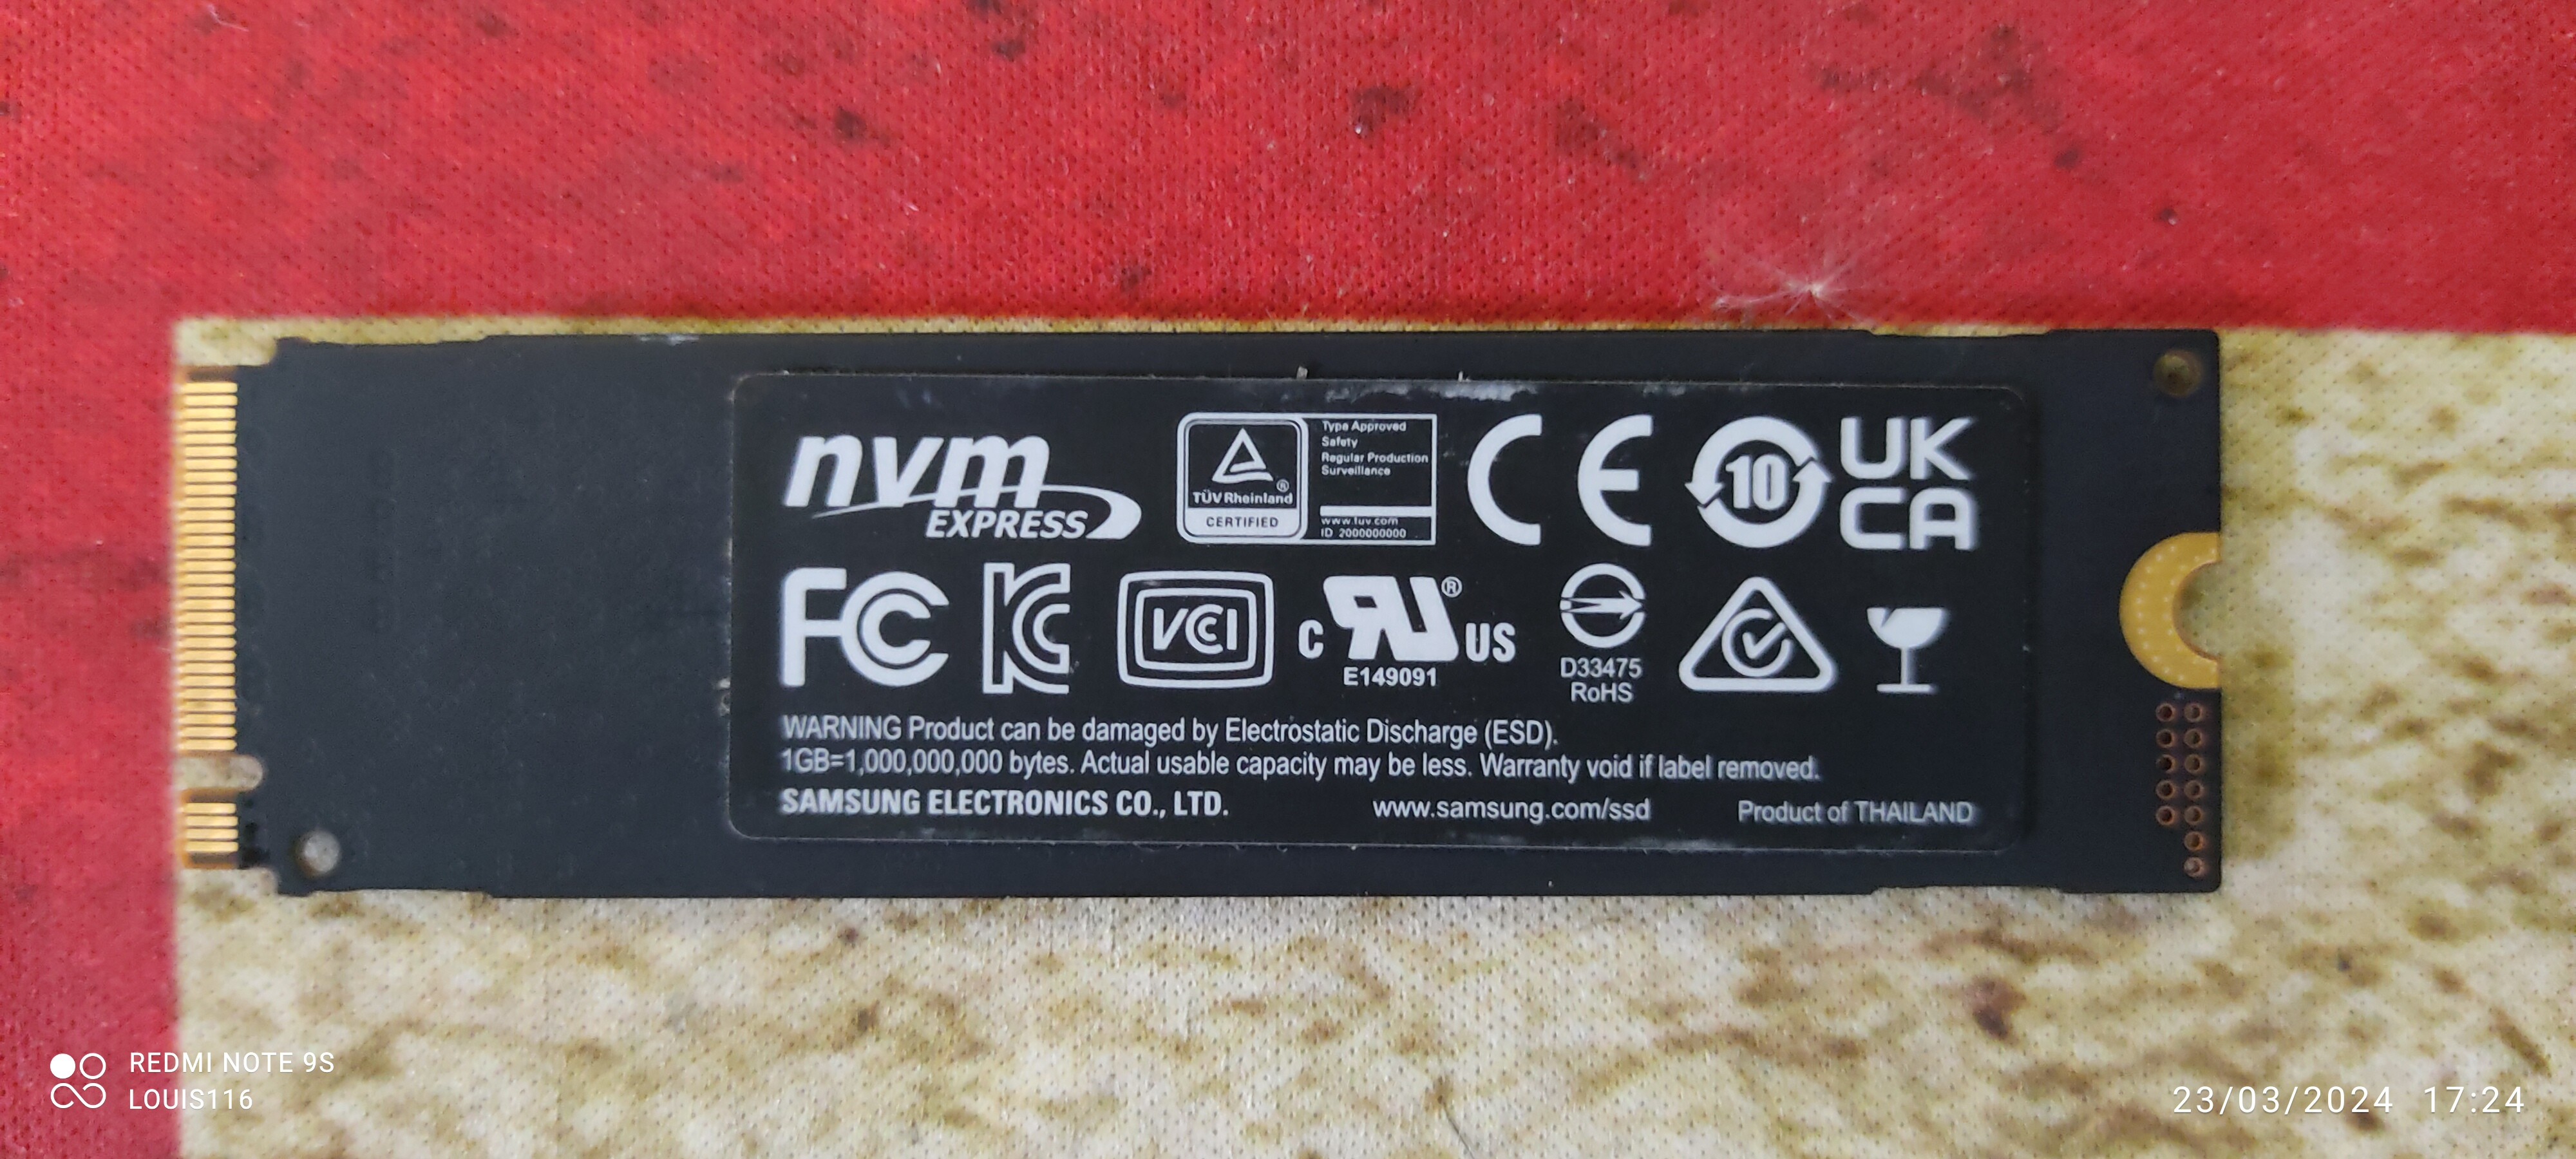 nvm
EXPRESS
TÜVRheinland®
CERTIFIED
Type Approved
Safety
Regular Production
Surveillance
www.tuv.com
ID 2000000000
CE
10
UK
CA
FC
KC
VCI
C RU® US
E149091
D33475
RoHS
WARNING Product can be damaged by Electrostatic Discharge (ESD).
1GB=1,000,000,000 bytes. Actual usable capacity may be less. Warranty void if label removed.
SAMSUNG ELECTRONICS CO., LTD.
www.samsung.com/ssd
Product of THAILAND
REDMI NOTE 9S
LOUIS116
23/03/2024 17:24